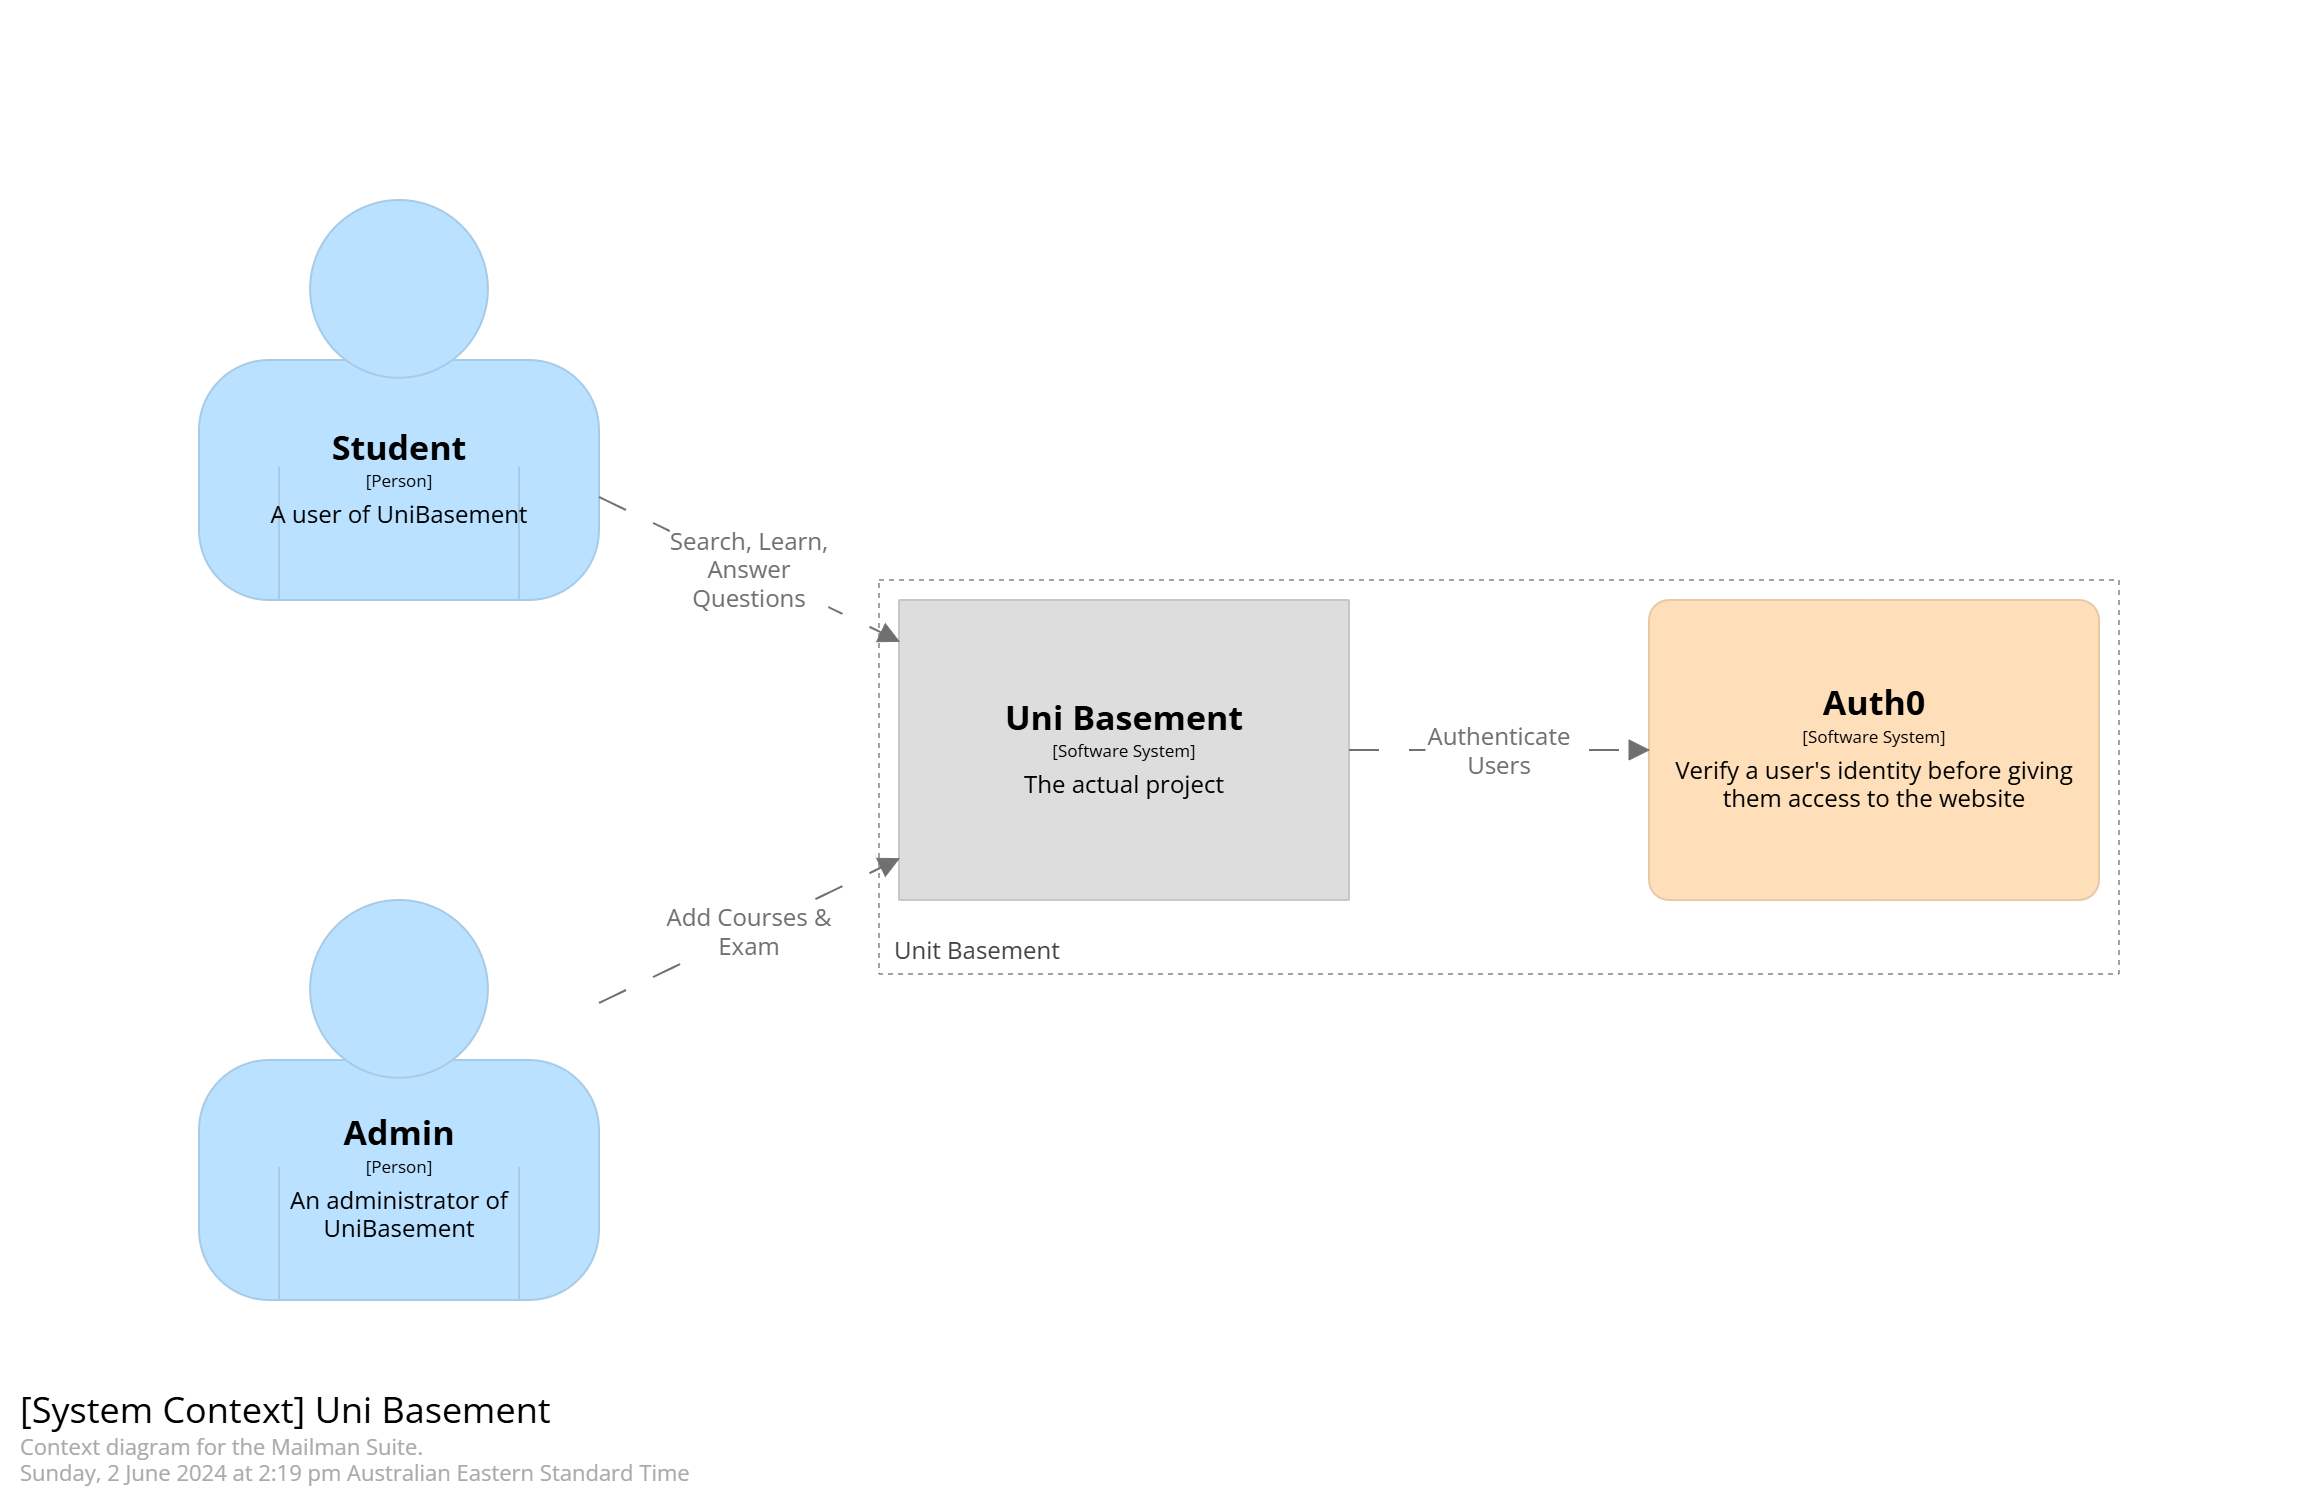 Student
[Person]
A user of UniBasement
Search, Learn,
Answer
Questions
Uni Basement
[Software System]
The actual project
Authenticate
Users
Auth0
[Software System]
Verify a user's identity before giving
them access to the website
Add Courses &
Exam
Unit Basement
Admin
[Person]
An administrator of
UniBasement
[System Context] Uni Basement
Context diagram for the Mailman Suite.
Sunday, 2 June 2024 at 2:19 pm Australian Eastern Standard Time